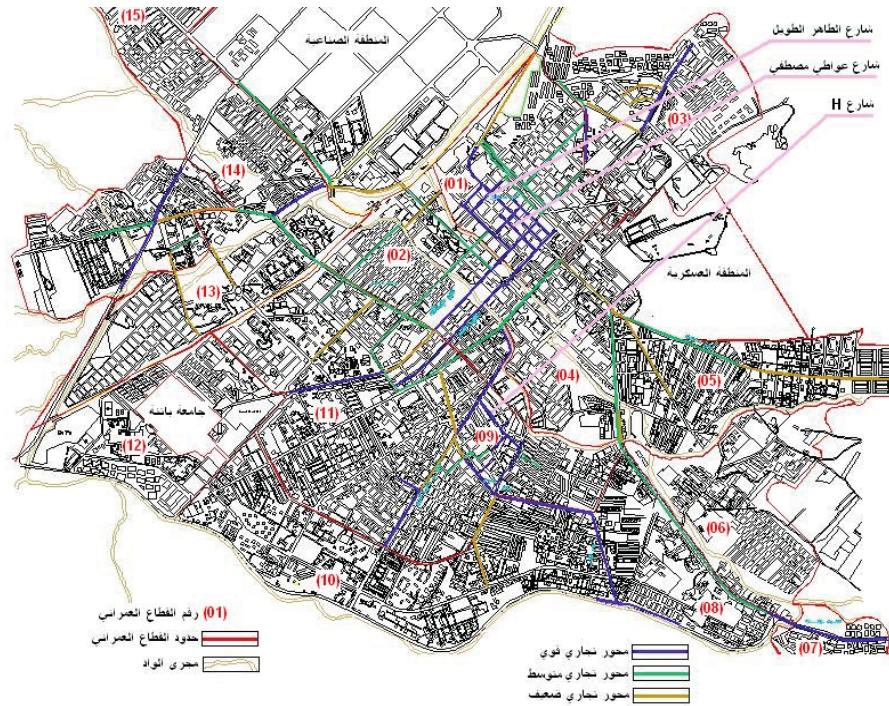 (15)
المنطقة الصناعية
شارع الطاهر الطويل
شارع عواطي مصطفى
شارع H
(03)
(14)
(01)
(02)
المنطقة العسكرية
(13)
(04)
(05)
جامعة باتنة
(11)
(12)
(09)
(06)
(10)
(08)
(07)
(01) رقم القطاع العمراني
حدود القطاع العمراني
مجرى الواد
محور تجاري قوي
محور تجاري متوسط
محور تجاري ضعيف